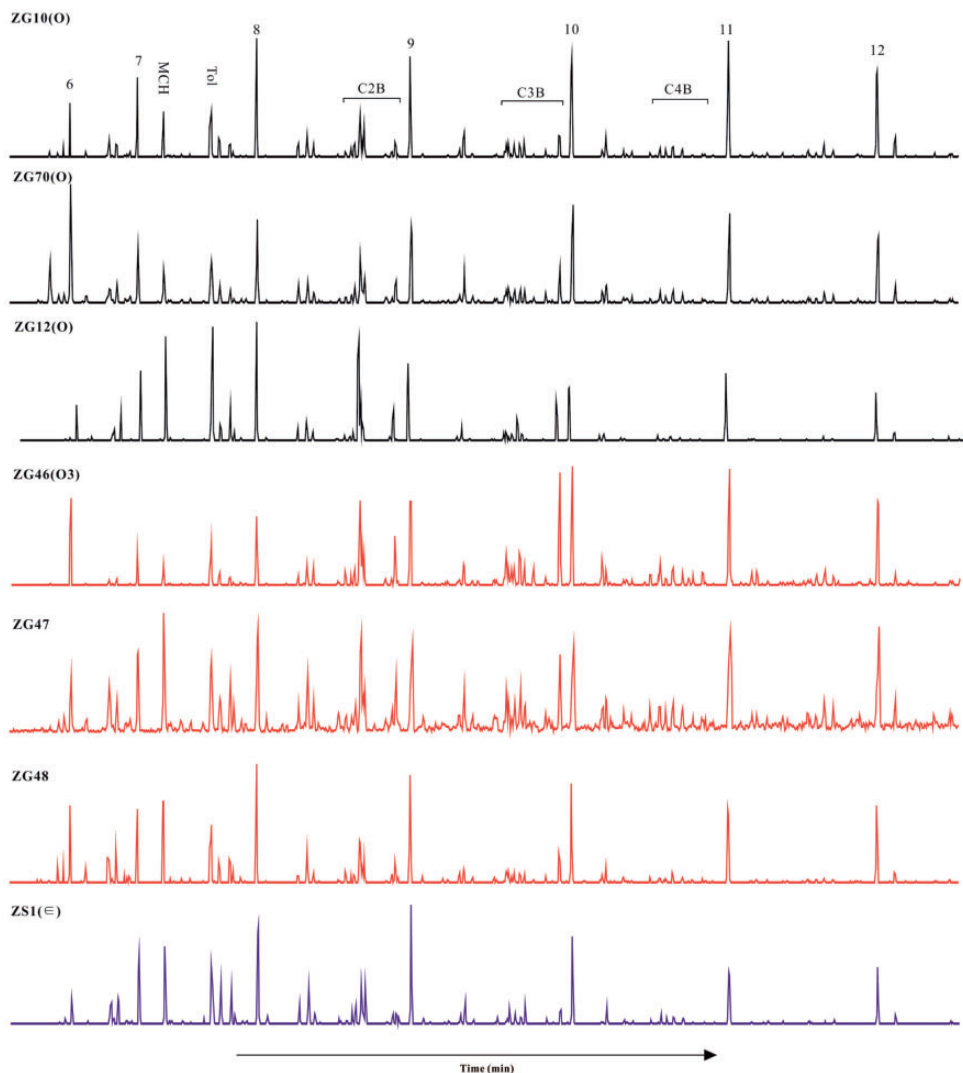 ZG10(O)
6
7
MCH
Tol
8
C2B
9
C3B
10
C4B
11
12
ZG70(O)
ZG12(O)
ZG46(O3)
ZG47
ZG48
ZS1(∈)
Time (min)